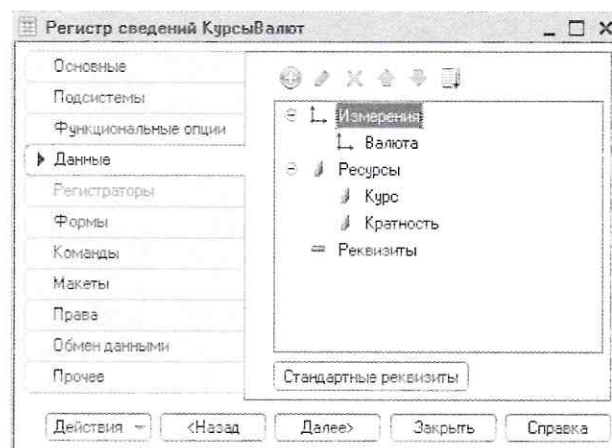 Регистр сведений КурсыВалют
Основные
Подсистемы
Функциональные опции
Данные
Регистраторы
Формы
Команды
Макеты
Права
Обмен данными
Прочее
Измерения
Валюта
Ресурсы
Курс
Кратность
Реквизиты
Стандартные реквизиты
Действия
<Назад
Далее>
Закрыть
Справка